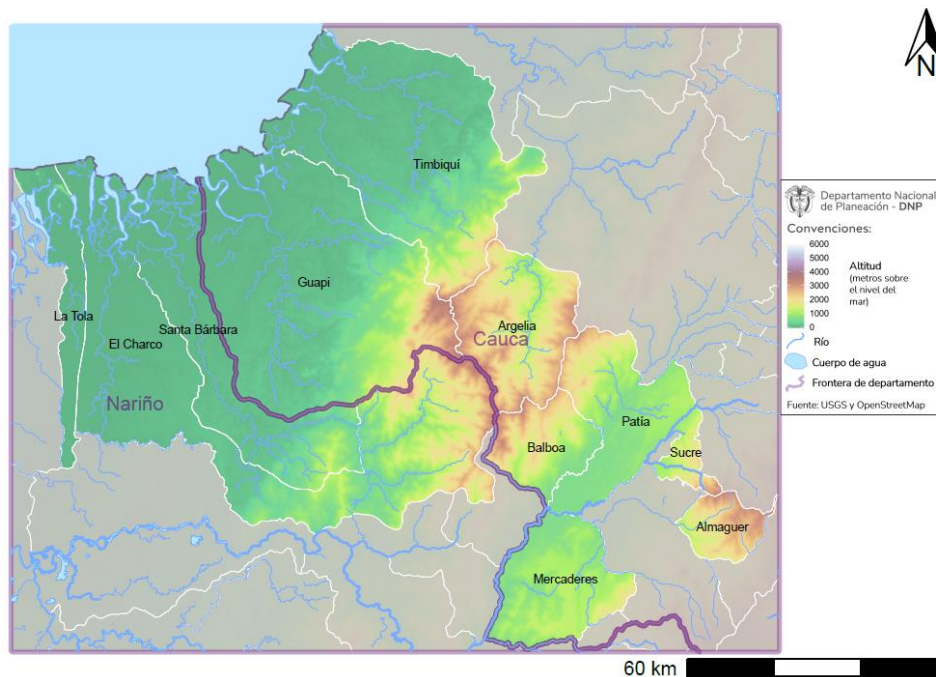 N
Timbiquí
Guapi
La Tola
Santa Bárbara
El Charco
Argelia
Cauca
Nariño
Patía
Balboa
Sucre
Almaguer
Mercaderes
Departamento Nacional
de Planeación - DNP
Convenciones:
6000
5000
4000
3000
2000
1000
0
Altitud
(metros sobre
el nivel del
mar)
Río
Cuerpo de agua
Frontera de departamento
Fuente: USGS y OpenStreetMap
60 km